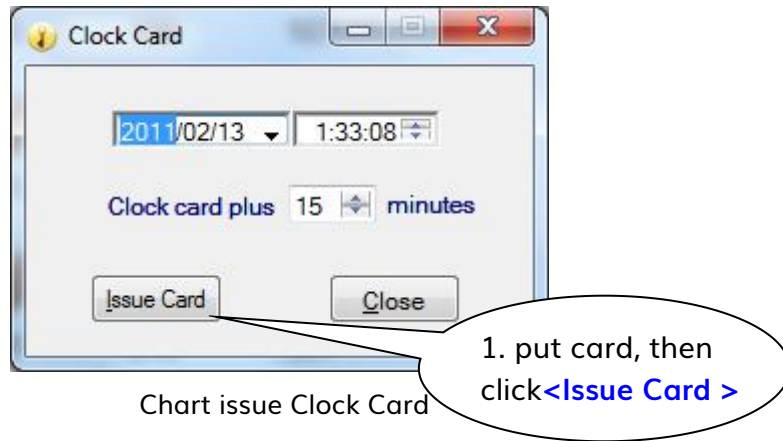 Clock Card
2011/02/13 1:33:08
Clock card plus 15 minutes
Issue Card Close
1. put card, then
click<Issue Card >
Chart issue Clock Card